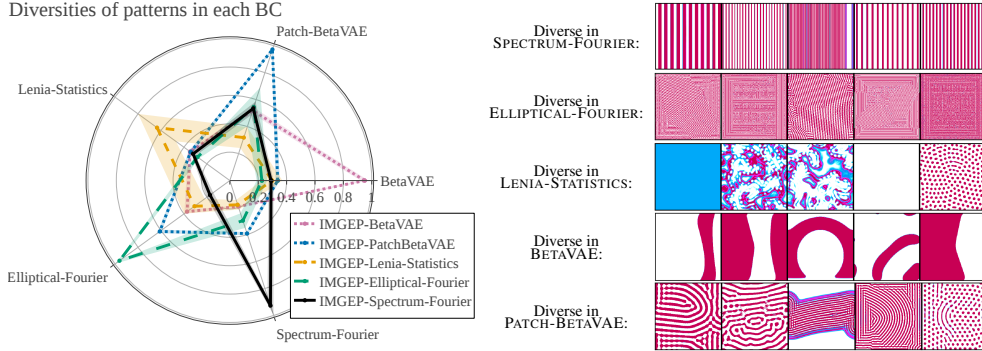 Diversities of patterns in each BC
Patch-BetaVAE
Lenia-Statistics
BetaVAE
0 0.2 0.4 0.6 0.8 1
Elliptical-Fourier
Spectrum-Fourier
IMGEP-BetaVAE
IMGEP-PatchBetaVAE
IMGEP-Lenia-Statistics
IMGEP-Elliptical-Fourier
IMGEP-Spectrum-Fourier
Diverse in
SPECTRUM-FOURIER:
Diverse in
ELLIPTICAL-FOURIER:
Diverse in
LENIA-STATISTICS:
Diverse in
BETAVAE:
Diverse in
PATCH-BETAVAE: